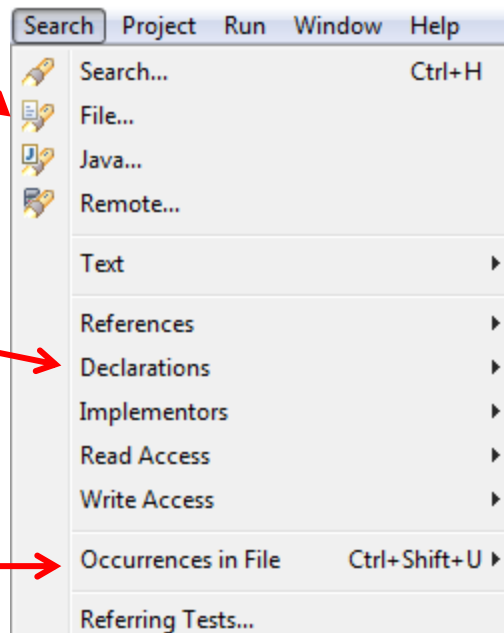 Search Project Run Window Help
Search... Ctrl+H
File...
Java...
Remote...
Text
References
Declarations
Implementors
Read Access
Write Access
Occurrences in File Ctrl+Shift+U
Referring Tests...